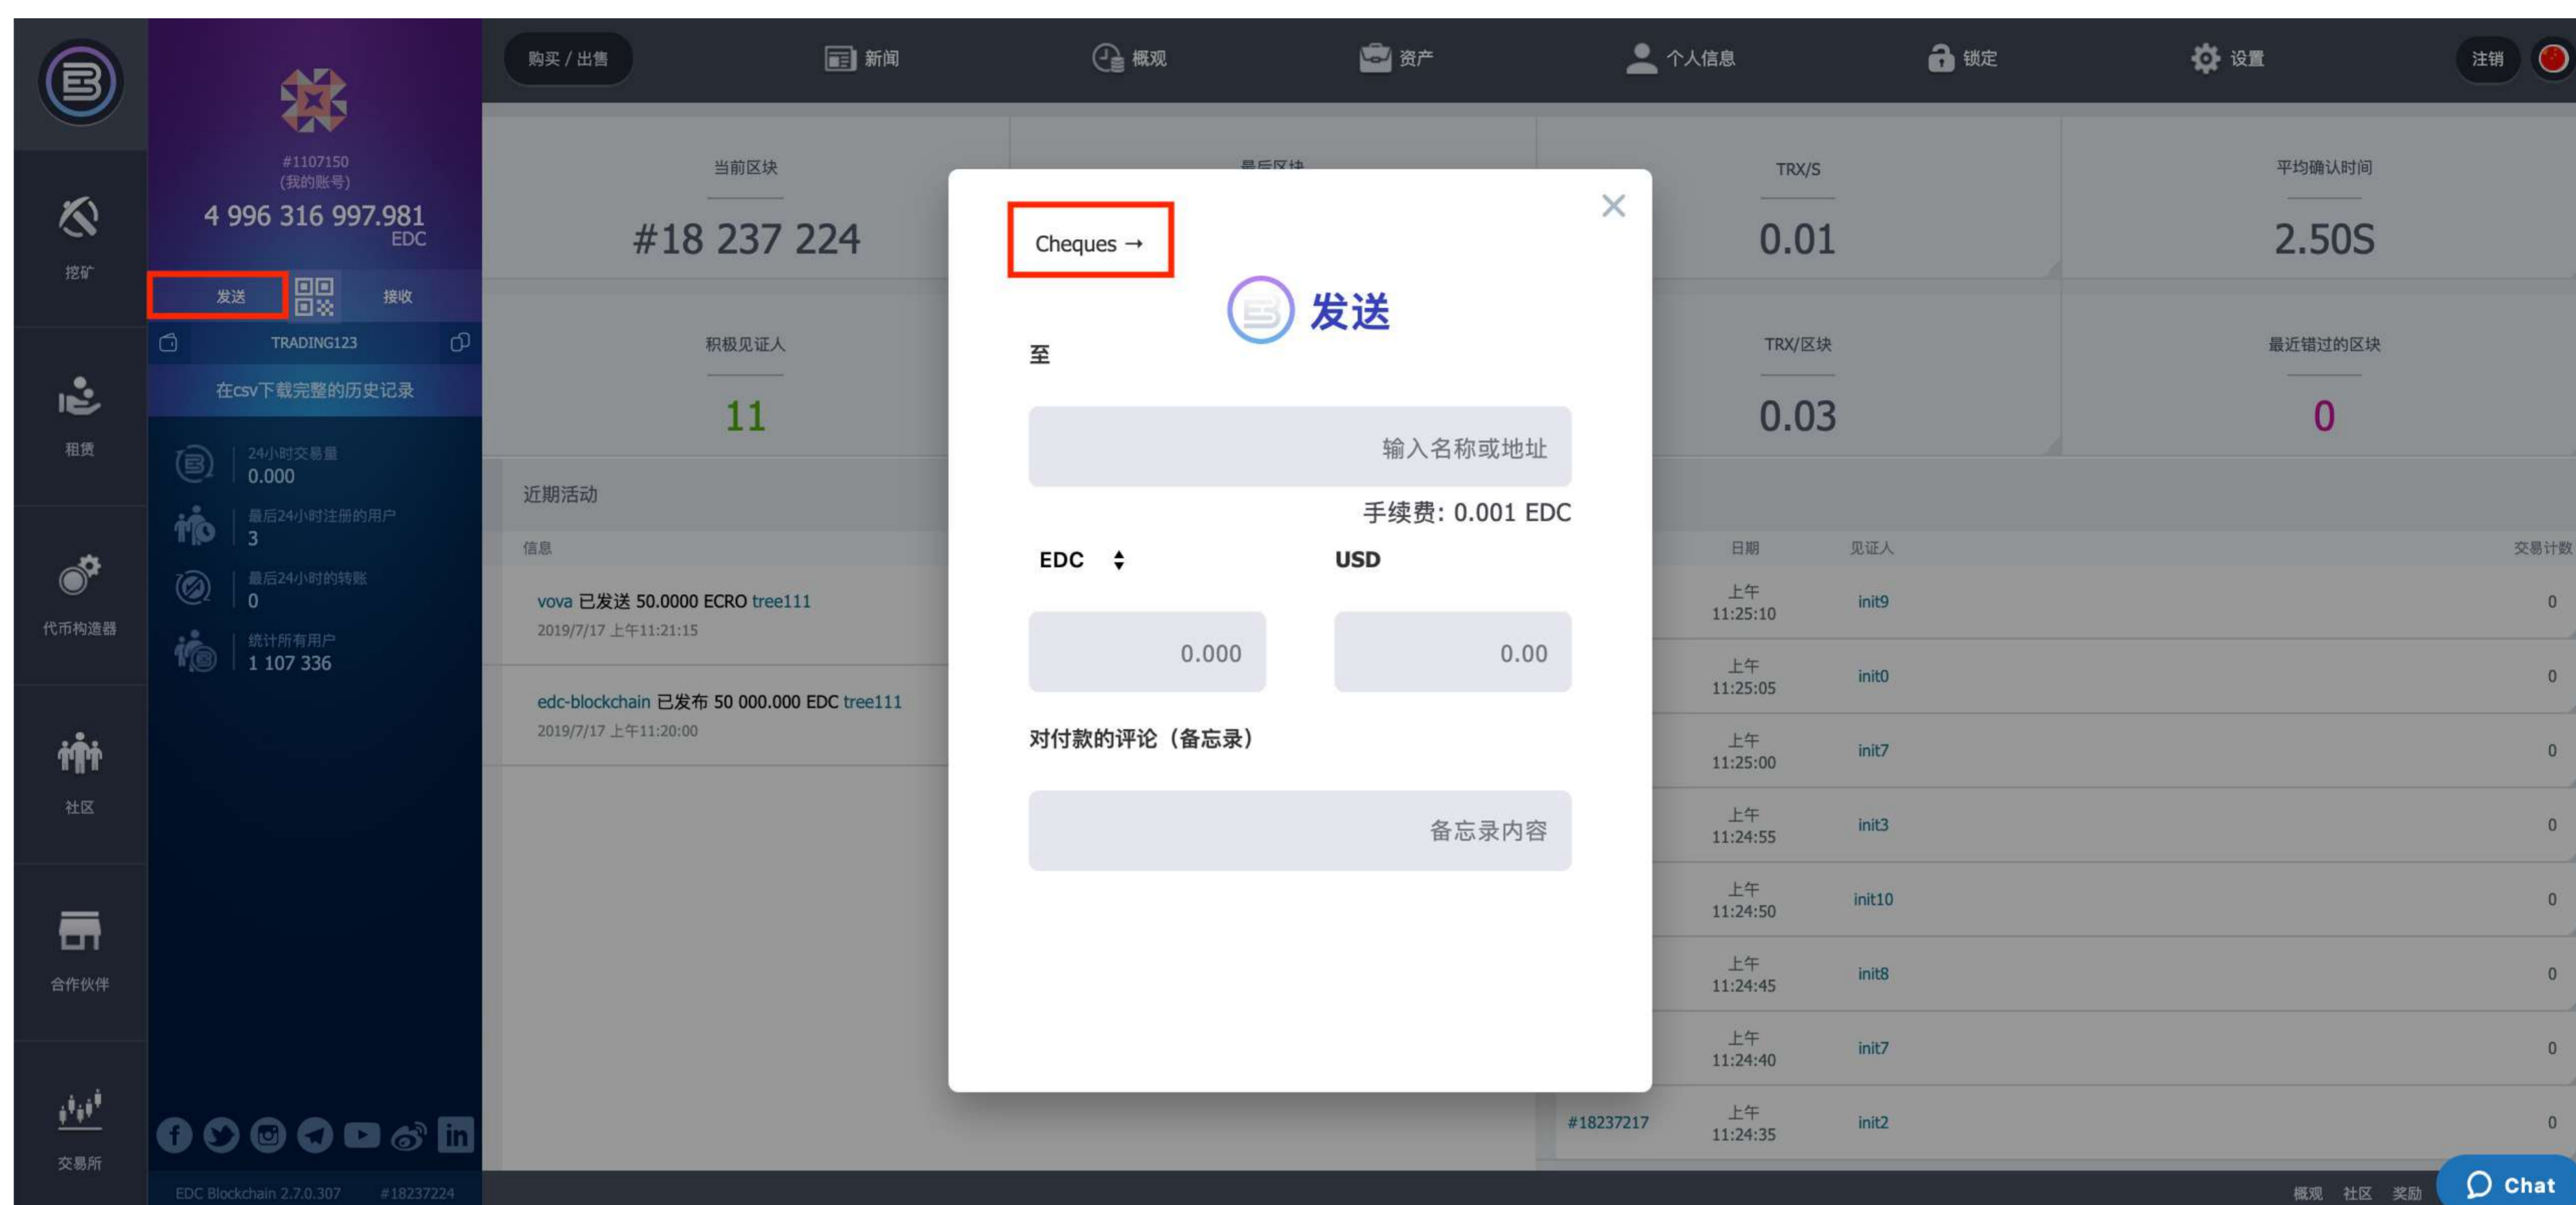 购买 / 出售
新闻
概观
资产
个人信息
锁定
设置
注销
挖矿
租赁
代币构造器
社区
合作伙伴
交易所
#1107150
(我的账号)
4 996 316 997.981
EDC
发送
接收
TRADING123
在csv下载完整的历史记录
24小时交易量
0.000
最后24小时注册的用户
3
最后24小时的转账
0
统计所有用户
1 107 336
EDC Blockchain 2.7.0.307 #18237224
当前区块
#18 237 224
最后区块
TRX/S
0.01
平均确认时间
2.50S
积极见证人
11
TRX/区块
0.03
最近错过的区块
0
近期活动
信息
vova 已发送 50.0000 ECRO tree111
2019/7/17 上午11:21:15
edc-blockchain 已发布 50 000.000 EDC tree111
2019/7/17 上午11:20:00
Cheques →
发送
至
输入名称或地址
手续费: 0.001 EDC
EDC
USD
0.000
0.00
对付款的评论（备忘录）
备忘录内容
日期 见证人 交易计数
上午
11:25:10 init9 0
上午
11:25:05 init0 0
上午
11:25:00 init7 0
上午
11:24:55 init3 0
上午
11:24:50 init10 0
上午
11:24:45 init8 0
上午
11:24:40 init7 0
#18237217 上午
11:24:35 init2 0
概观 社区 奖励
Chat